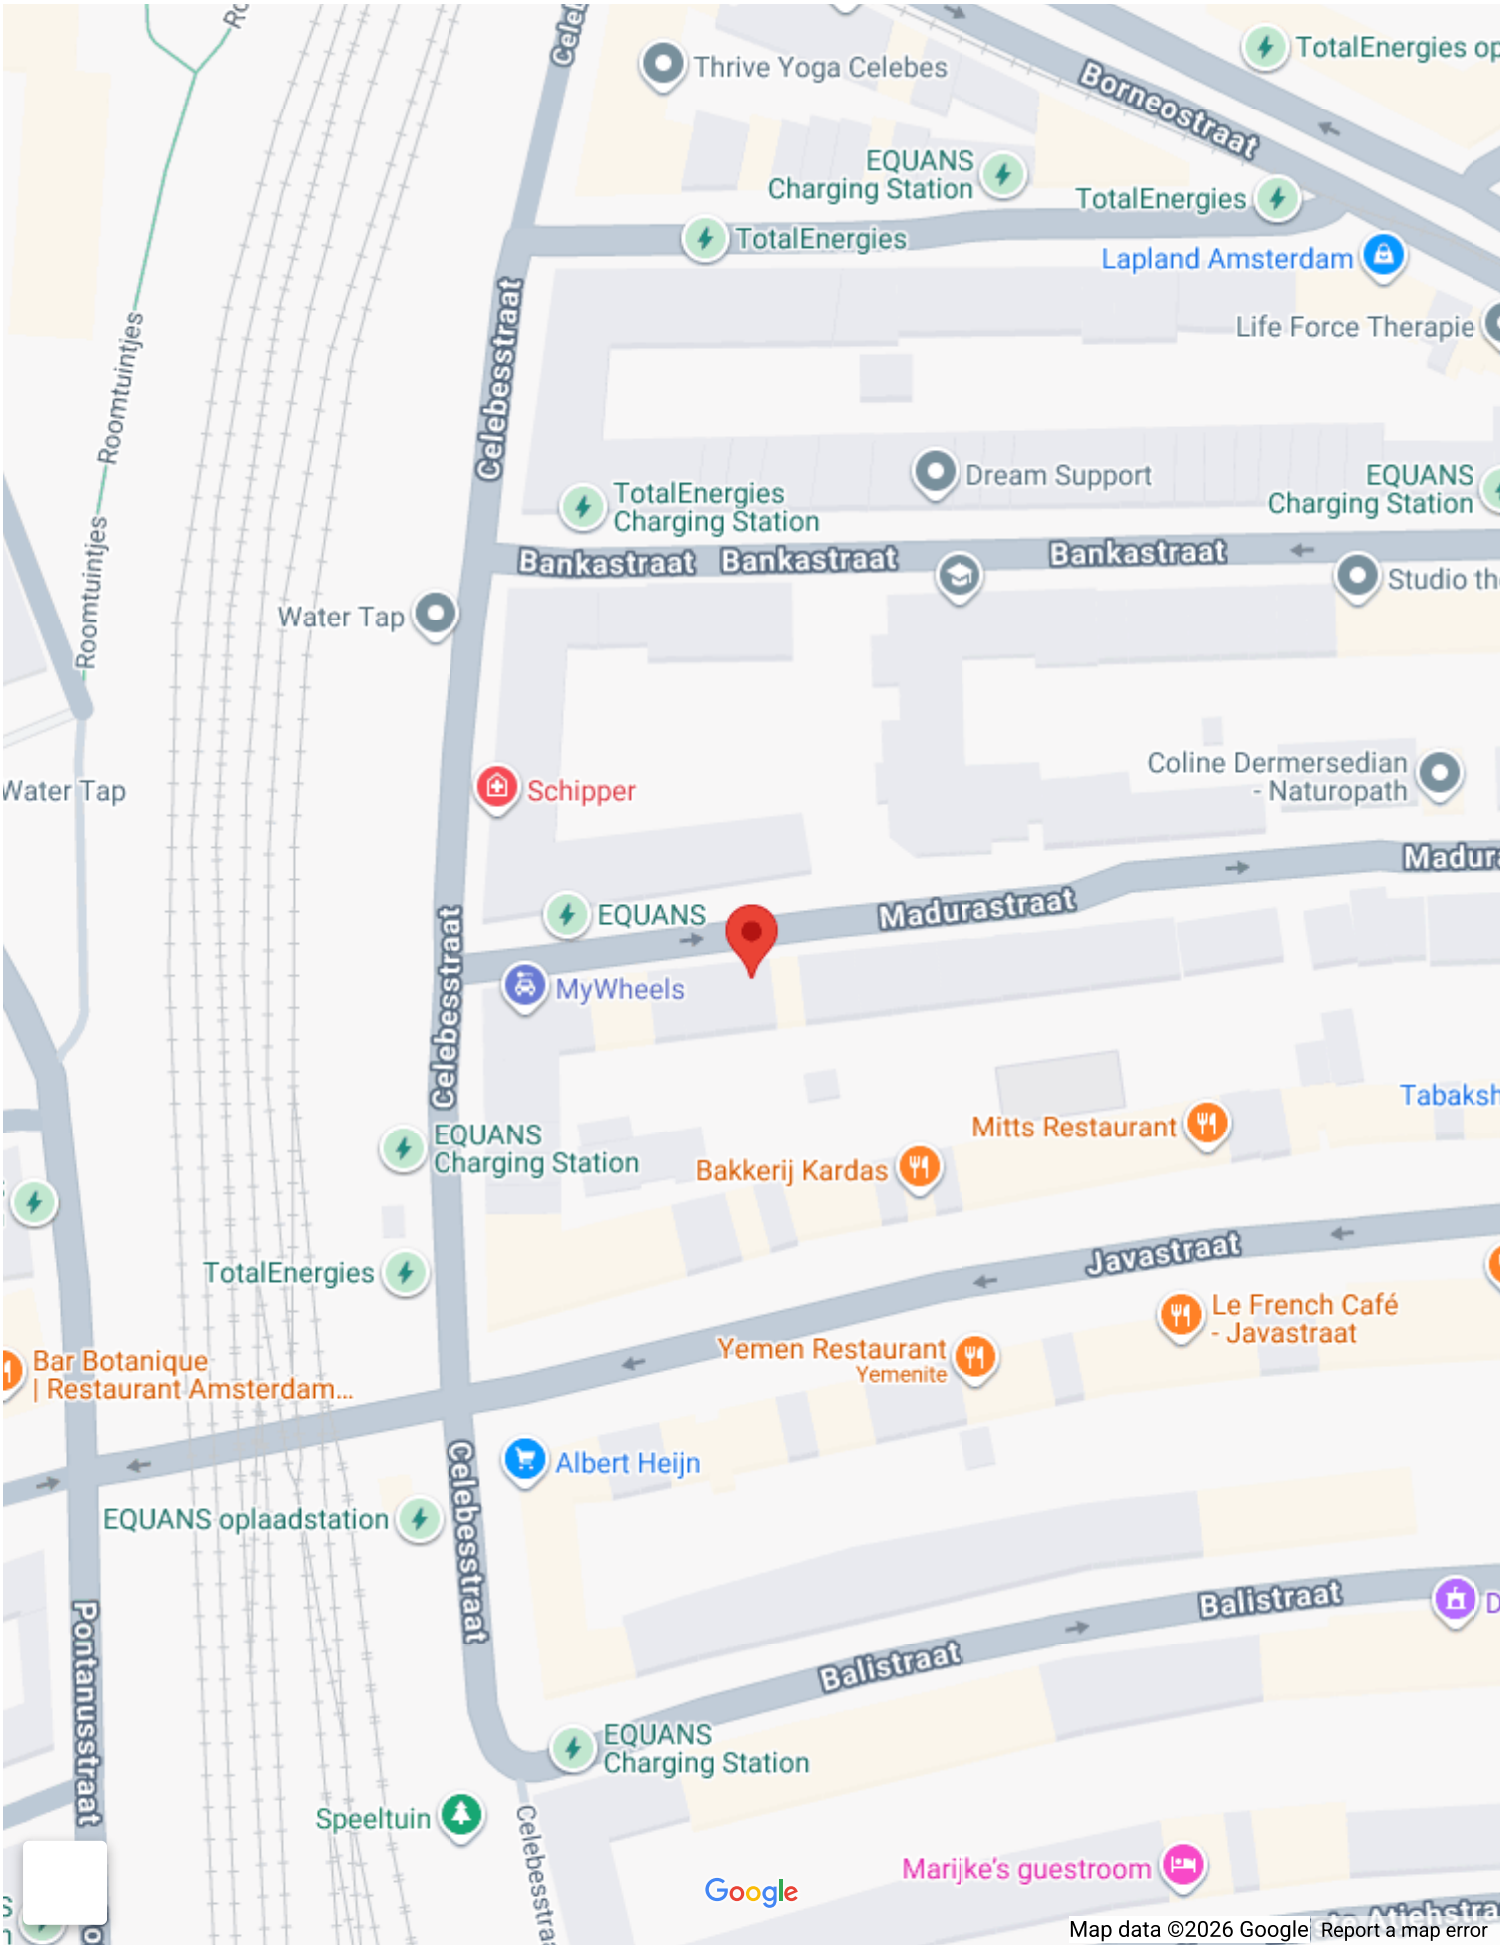 Ro
Celeb
Thrive Yoga Celebes
Borneostraat
TotalEnergies op
EQUANS
Charging Station
TotalEnergies
TotalEnergies
Lapland Amsterdam
Life Force Therapie
Celebesstraat
Roomtuintjes
Dream Support
EQUANS
Charging Station
TotalEnergies
Charging Station
Bankastraat
Bankastraat
Bankastraat
Roomtuintjes
Studio the
Water Tap
Coline Dermersedian
- Naturopath
Water Tap
Schipper
Madura
Madurastraat
EQUANS
MyWheels
Celebesstraat
Tabaksh
Mitts Restaurant
EQUANS
Charging Station
Bakkerij Kardas
Javastraat
TotalEnergies
Le French Café
- Javastraat
Yemen Restaurant
Yemenite
Bar Botanique
| Restaurant Amsterdam...
Albert Heijn
EQUANS oplaadstation
Celebesstraat
Balistraat
D
Balistraat
Pontanusstraat
EQUANS
Charging Station
Speeltuin
Celebesstraa
Marijke's guestroom
Google
Map data ©2026 Google
Report a map error